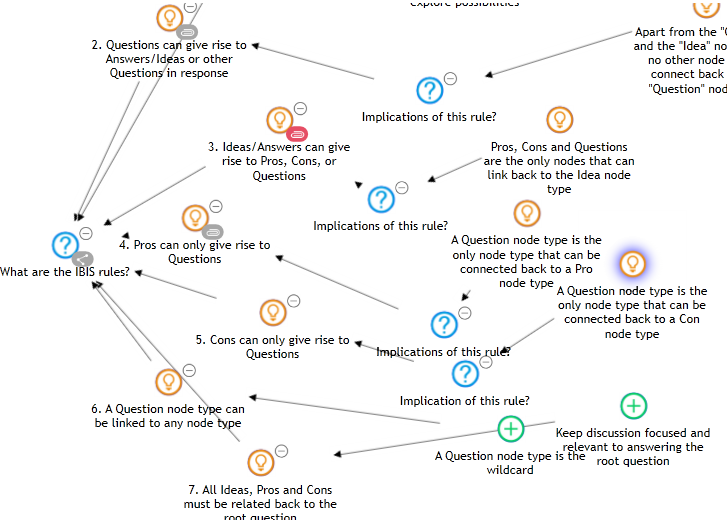 explore possibilities
2. Questions can give rise to
Answers/Ideas or other
Questions in response
Implications of this rule?
Apart from the "
and the "Idea" no
no other node
connect back
"Question" nod
3. Ideas/Answers can give
rise to Pros, Cons, or
Questions
Implications of this rule?
Pros, Cons and Questions
are the only nodes that can
link back to the Idea node
type
4. Pros can only give rise to
Questions
What are the IBIS rules?
A Question node type is the
only node type that can be
connected back to a Pro
node type
Implications of this rule?
A Question node type is the
only node type that can be
connected back to a Con
node type
5. Cons can only give rise to
Questions
Implication of this rule?
6. A Question node type can
be linked to any node type
A Question node type is the
wildcard
Keep discussion focused and
relevant to answering the
root question
7. All Ideas, Pros and Cons
must be related back to the
root question